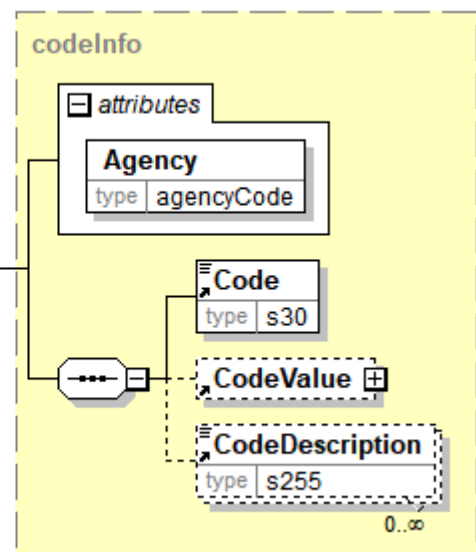 codeInfo
attributes
Agency
type agencyCode
Code
type s30
CodeValue
CodeDescription
type s255
0..∞